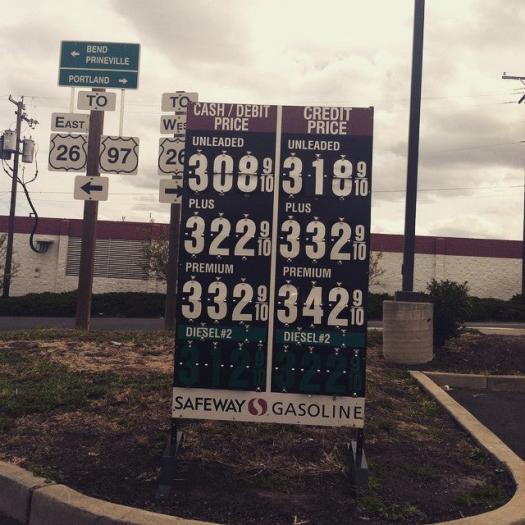 ← BEND
PRINEVILLE
PORTLAND →
TO
EAST
26
97
←
TO
26
CASH / DEBIT
PRICE
UNLEADED
308 9/10
PLUS
322 9/10
PREMIUM
332 9/10
DIESEL#2
312 9/10
CREDIT
PRICE
UNLEADED
318 9/10
PLUS
332 9/10
PREMIUM
342 9/10
DIESEL#2
322 9/10
SAFEWAY GASOLINE